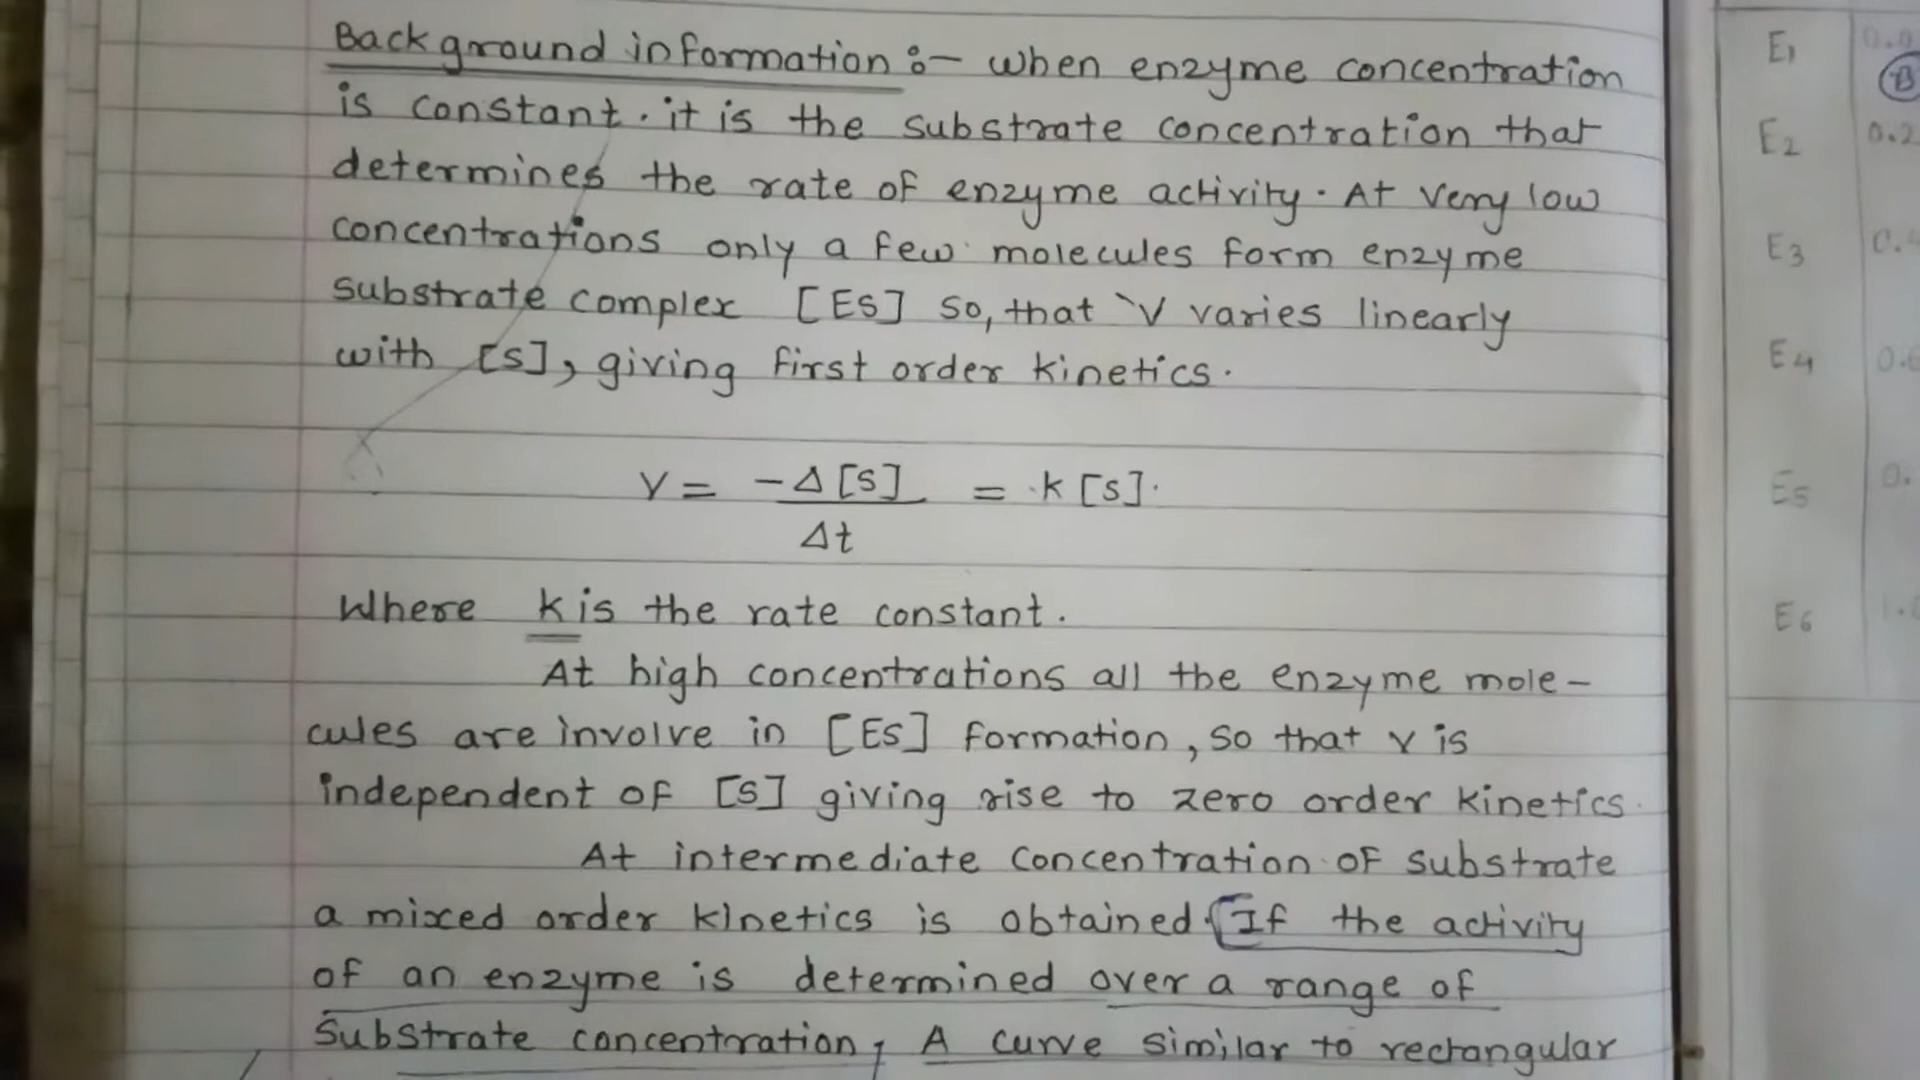 Background information :- when enzyme concentration
is constant. it is the substrate concentration that
determines the rate of enzyme activity. At very low
concentrations only a few molecules form enzyme
substrate complex [ES] so, that V varies linearly
with [S], giving first order kinetics.
V = -Δ[S] / Δt = k [S].
Where k is the rate constant.
At high concentrations all the enzyme mole-
cules are involve in [ES] formation, so that v is
independent of [S] giving rise to zero order kinetics.
At intermediate concentration of substrate
a mixed order kinetics is obtained. If the activity
of an enzyme is determined over a range of
substrate concentration, A curve similar to rectangular
E1
B
E2 0.2
E3
E4
E5
E6